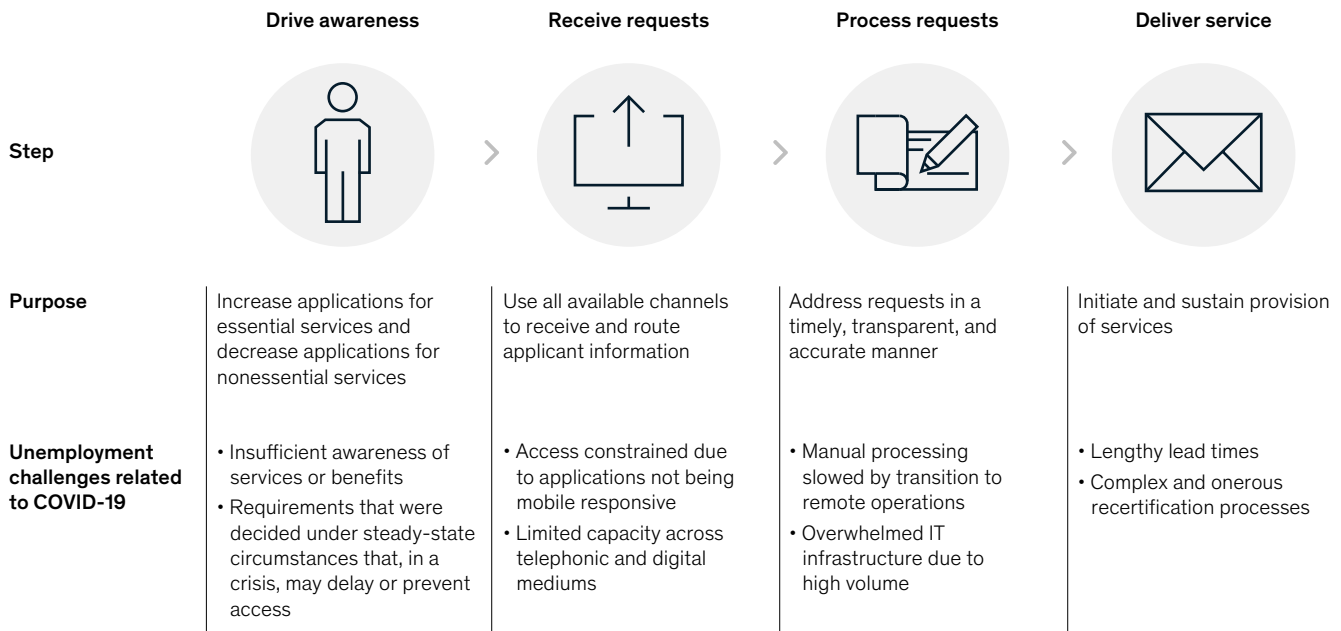 Drive awareness
Receive requests
Process requests
Deliver service
Step
Purpose
Increase applications for
essential services and
decrease applications for
nonessential services
Use all available channels
to receive and route
applicant information
Address requests in a
timely, transparent, and
accurate manner
Initiate and sustain provision
of services
Unemployment
challenges related
to COVID-19
• Insufficient awareness of
services or benefits
• Requirements that were
decided under steady-state
circumstances that, in a
crisis, may delay or prevent
access
• Access constrained due
to applications not being
mobile responsive
• Limited capacity across
telephonic and digital
mediums
• Manual processing
slowed by transition to
remote operations
• Overwhelmed IT
infrastructure due to
high volume
• Lengthy lead times
• Complex and onerous
recertification processes